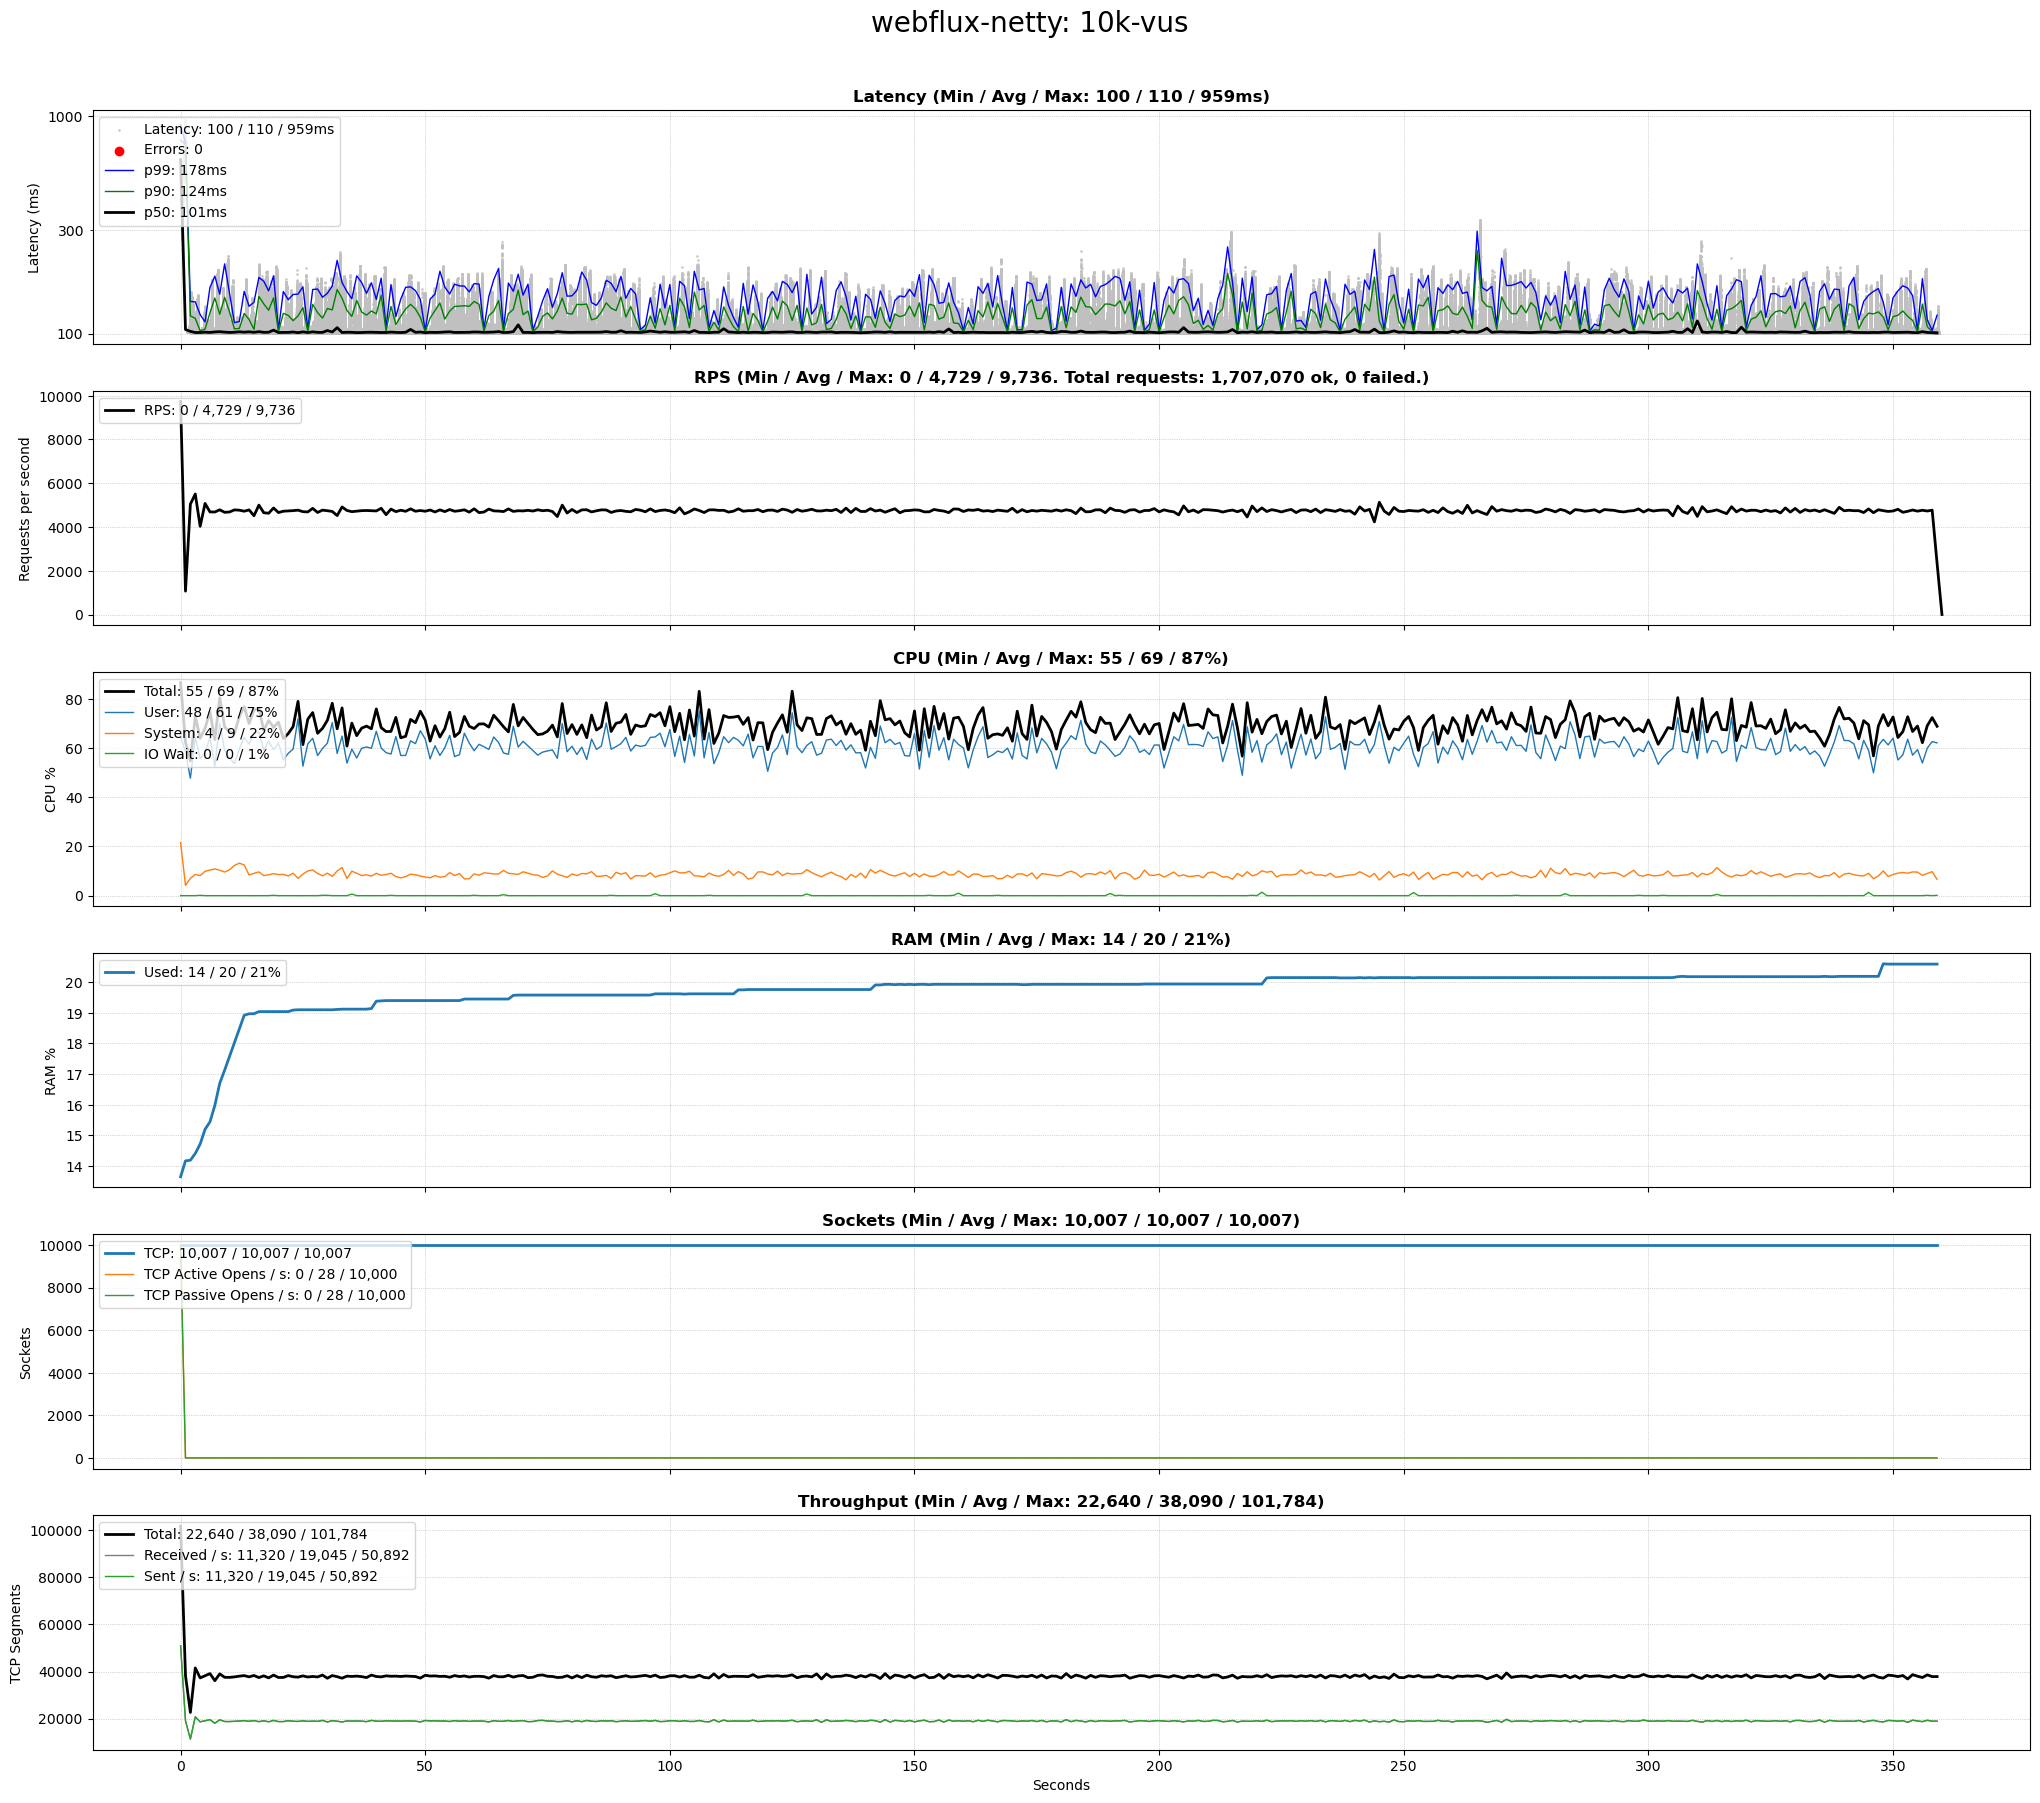 webflux-netty: 10k-vus
Latency (Min / Avg / Max: 100 / 110 / 959ms)
1000
300
100
Latency (ms)
Latency: 100 / 110 / 959ms
Errors: 0
p99: 178ms
p90: 124ms
p50: 101ms
RPS (Min / Avg / Max: 0 / 4,729 / 9,736. Total requests: 1,707,070 ok, 0 failed.)
10000
8000
6000
4000
2000
0
Requests per second
RPS: 0 / 4,729 / 9,736
CPU (Min / Avg / Max: 55 / 69 / 87%)
80
60
40
20
0
CPU %
Total: 55 / 69 / 87%
User: 48 / 61 / 75%
System: 4 / 9 / 22%
IO Wait: 0 / 0 / 1%
RAM (Min / Avg / Max: 14 / 20 / 21%)
20
19
18
17
16
15
14
RAM %
Used: 14 / 20 / 21%
Sockets (Min / Avg / Max: 10,007 / 10,007 / 10,007)
10000
8000
6000
4000
2000
0
Sockets
TCP: 10,007 / 10,007 / 10,007
TCP Active Opens / s: 0 / 28 / 10,000
TCP Passive Opens / s: 0 / 28 / 10,000
Throughput (Min / Avg / Max: 22,640 / 38,090 / 101,784)
100000
80000
60000
40000
20000
TCP Segments
Total: 22,640 / 38,090 / 101,784
Received / s: 11,320 / 19,045 / 50,892
Sent / s: 11,320 / 19,045 / 50,892
0
50
100
150
200
250
300
350
Seconds